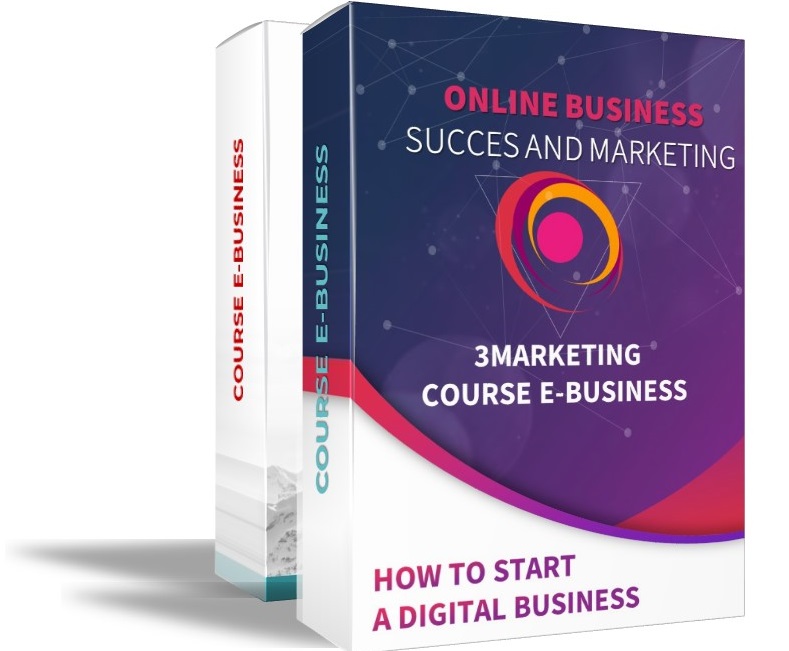 COURSE E-BUSINESS
COURSE E-BUSINESS
ONLINE BUSINESS
SUCCES AND MARKETING
3MARKETING
COURSE E-BUSINESS
HOW TO START
A DIGITAL BUSINESS